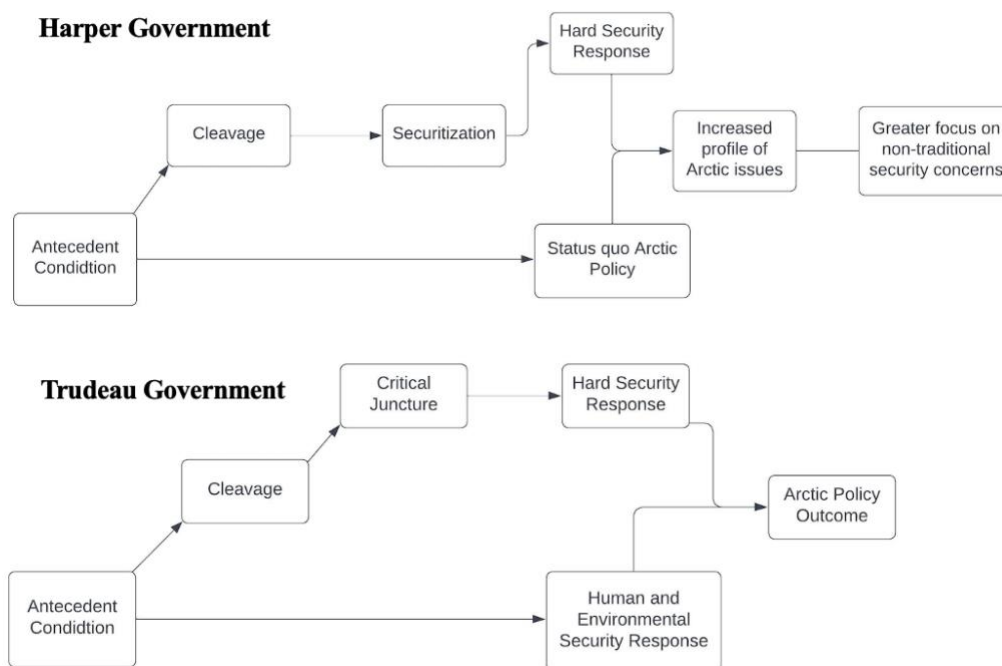 Harper Government
Hard Security
Response
Cleavage
Securitization
Increased
profile of
Arctic issues
Greater focus on
non-traditional
security concerns
Antecedent
Condidtion
Status quo Arctic
Policy
Trudeau Government
Critical
Juncture
Hard Security
Response
Cleavage
Arctic Policy
Outcome
Antecedent
Condidtion
Human and
Environmental
Security Response